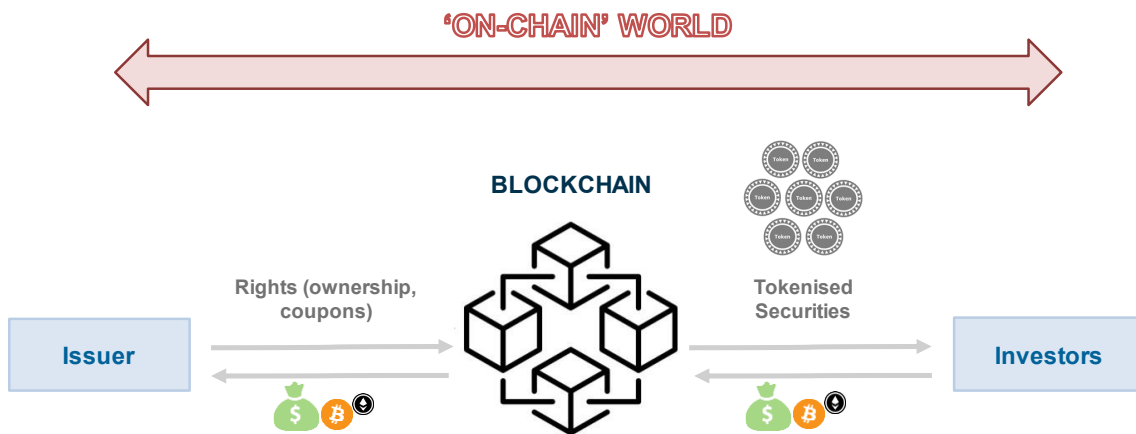 ‘ON-CHAIN’ WORLD
BLOCKCHAIN
Token Token
Token Token Token
Token Token
Rights (ownership,
coupons)
Tokenised
Securities
Issuer
Investors
$
$